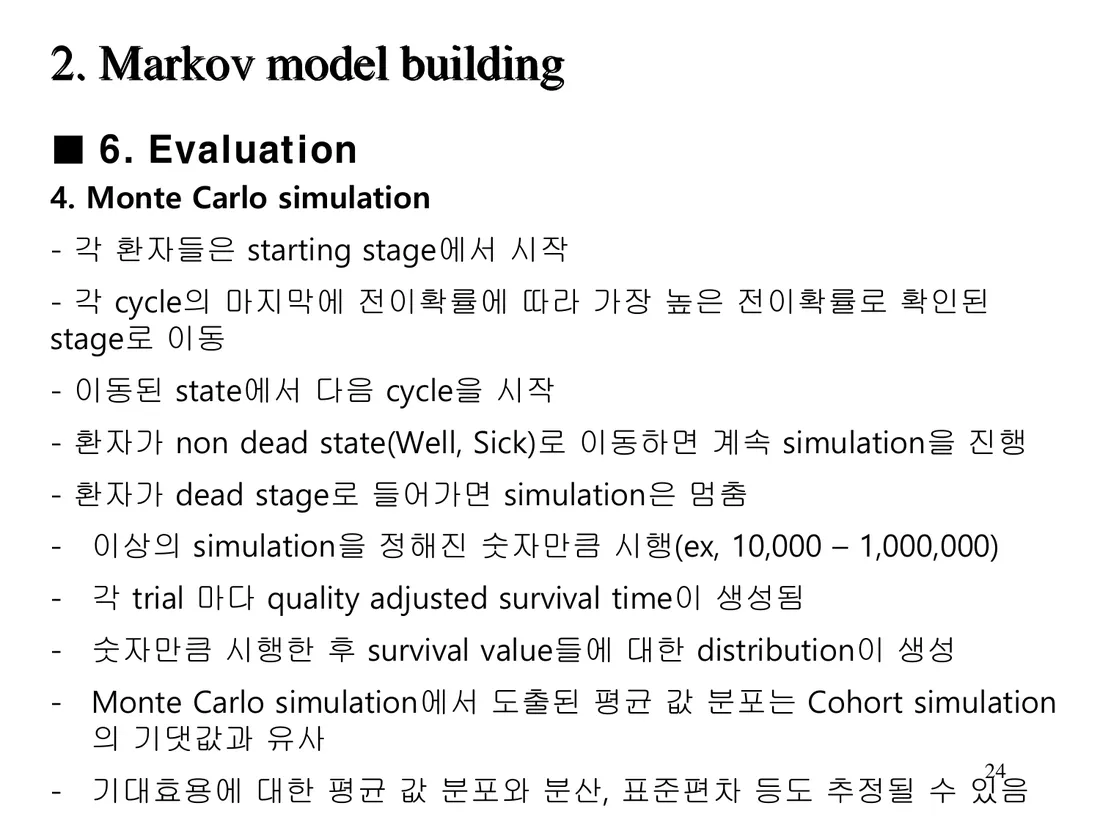 2. Markov model building
■ 6. Evaluation
4. Monte Carlo simulation
- 각 환자들은 starting stage에서 시작
- 각 cycle의 마지막에 전이확률에 따라 가장 높은 전이확률로 확인된
stage로 이동
- 이동된 state에서 다음 cycle을 시작
- 환자가 non dead state(Well, Sick)로 이동하면 계속 simulation을 진행
- 환자가 dead stage로 들어가면 simulation은 멈춤
- 이상의 simulation을 정해진 숫자만큼 시행(ex, 10,000 – 1,000,000)
- 각 trial 마다 quality adjusted survival time이 생성됨
- 숫자만큼 시행한 후 survival value들에 대한 distribution이 생성
- Monte Carlo simulation에서 도출된 평균 값 분포는 Cohort simulation
의 기댓값과 유사
- 기대효용에 대한 평균 값 분포와 분산, 표준편차 등도 추정될 수 있음
24